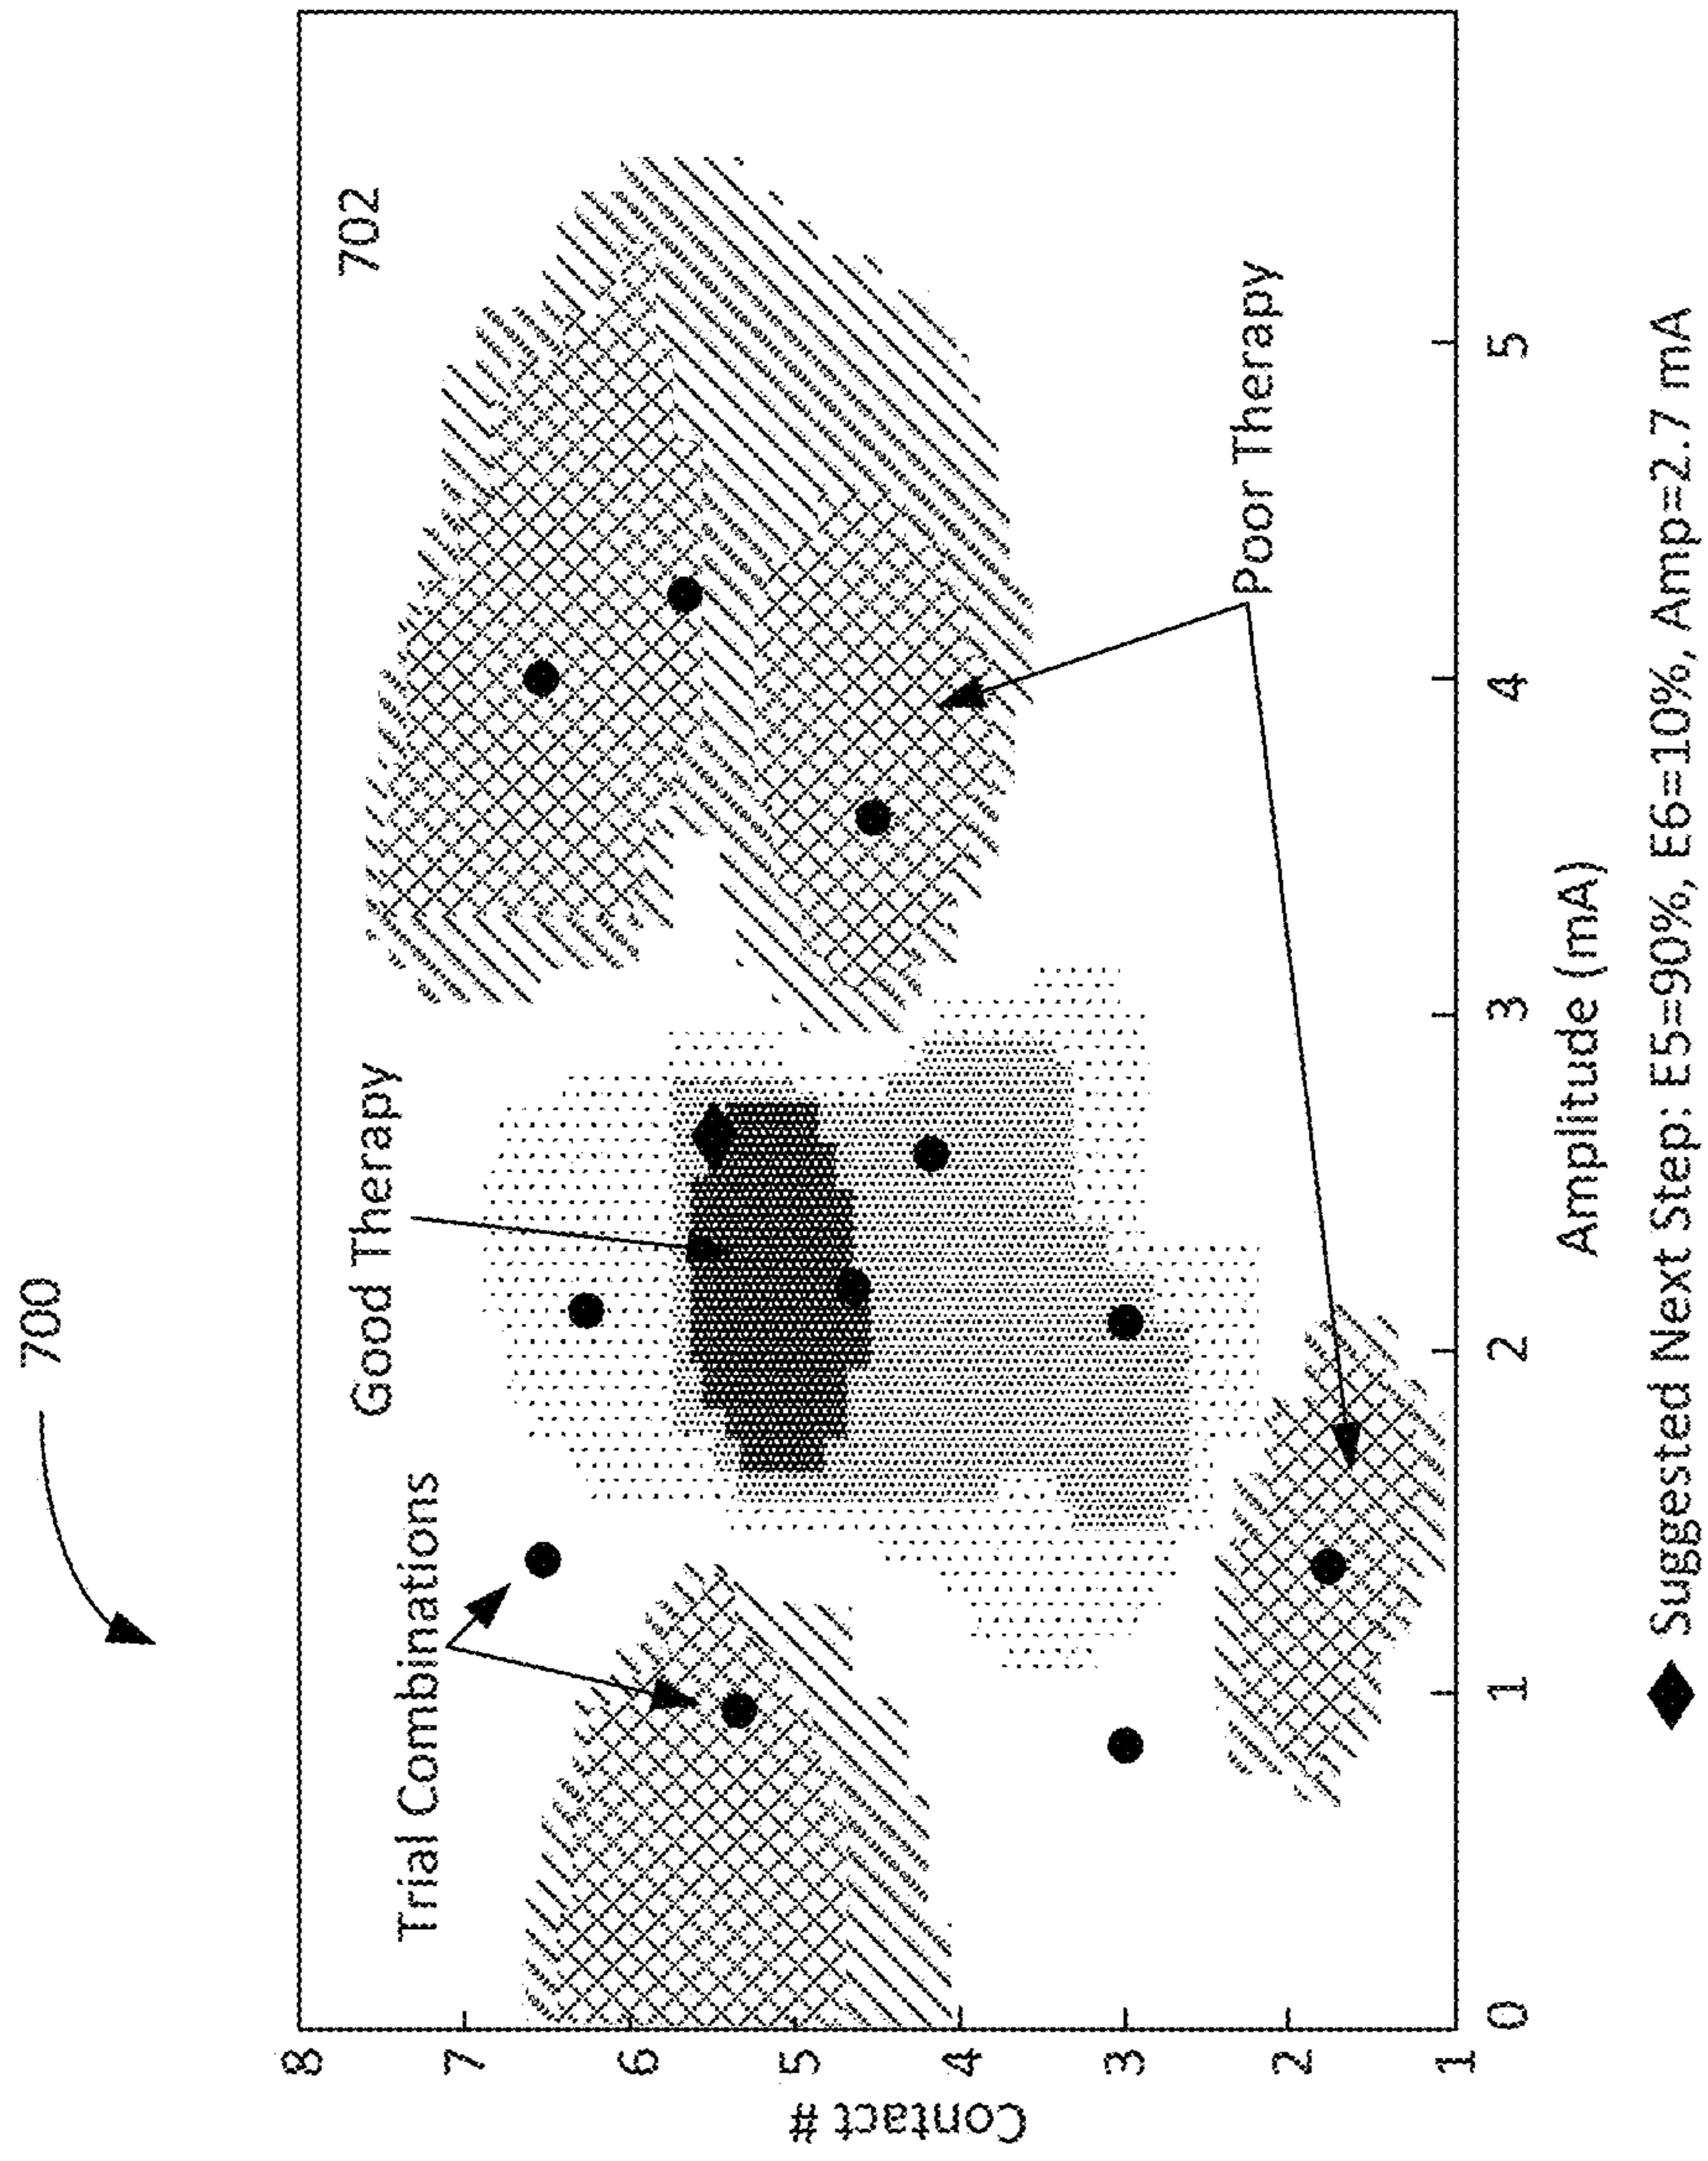 700
702
Trial Combinations
Good Therapy
Poor Therapy
Contact #
8
7
6
5
4
3
2
1
0
1
2
3
4
5
Amplitude (mA)
Suggested Next Step: E5=90%, E6=10%, Amp=2.7 mA